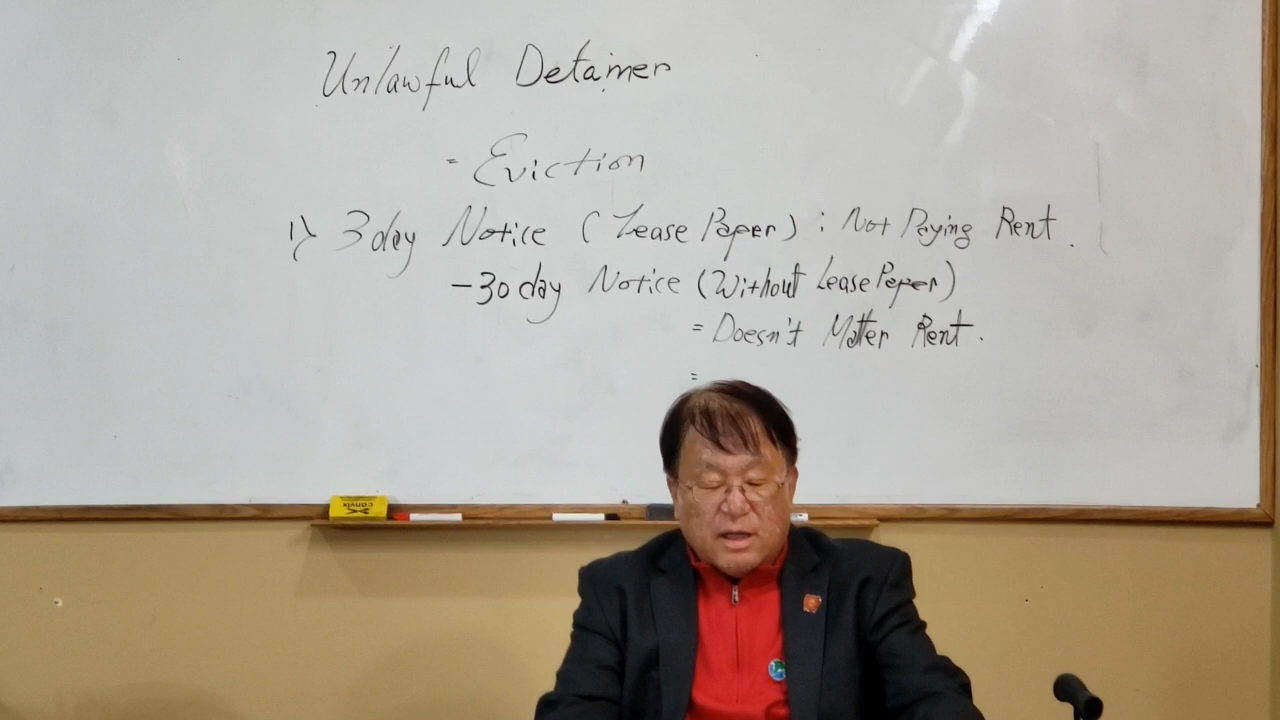 Unlawful Detainer
= Eviction
1> 3 day Notice (Lease Paper) : Not Paying Rent.
- 30 day Notice (Without Lease Paper)
= Doesn't Matter Rent.
=
convix